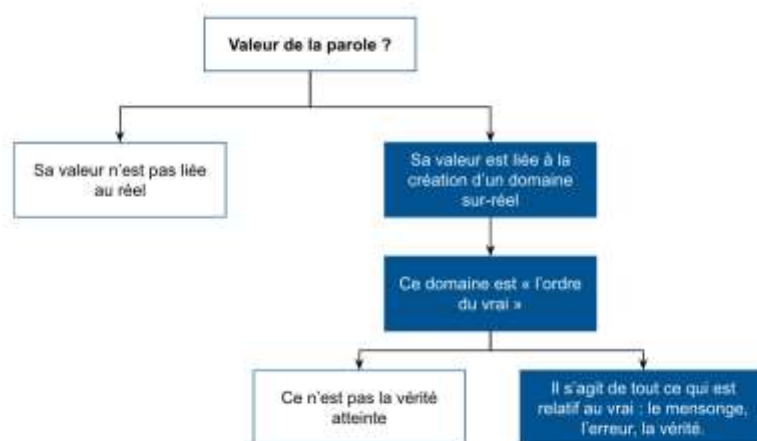 Valeur de la parole ?
Sa valeur n'est pas liée
au réel
Sa valeur est liée à la
création d'un domaine
sur-réel
Ce domaine est « l'ordre
du vrai »
Ce n'est pas la vérité
atteinte
Il s'agit de tout ce qui est
relatif au vrai : le mensonge,
l'erreur, la vérité.